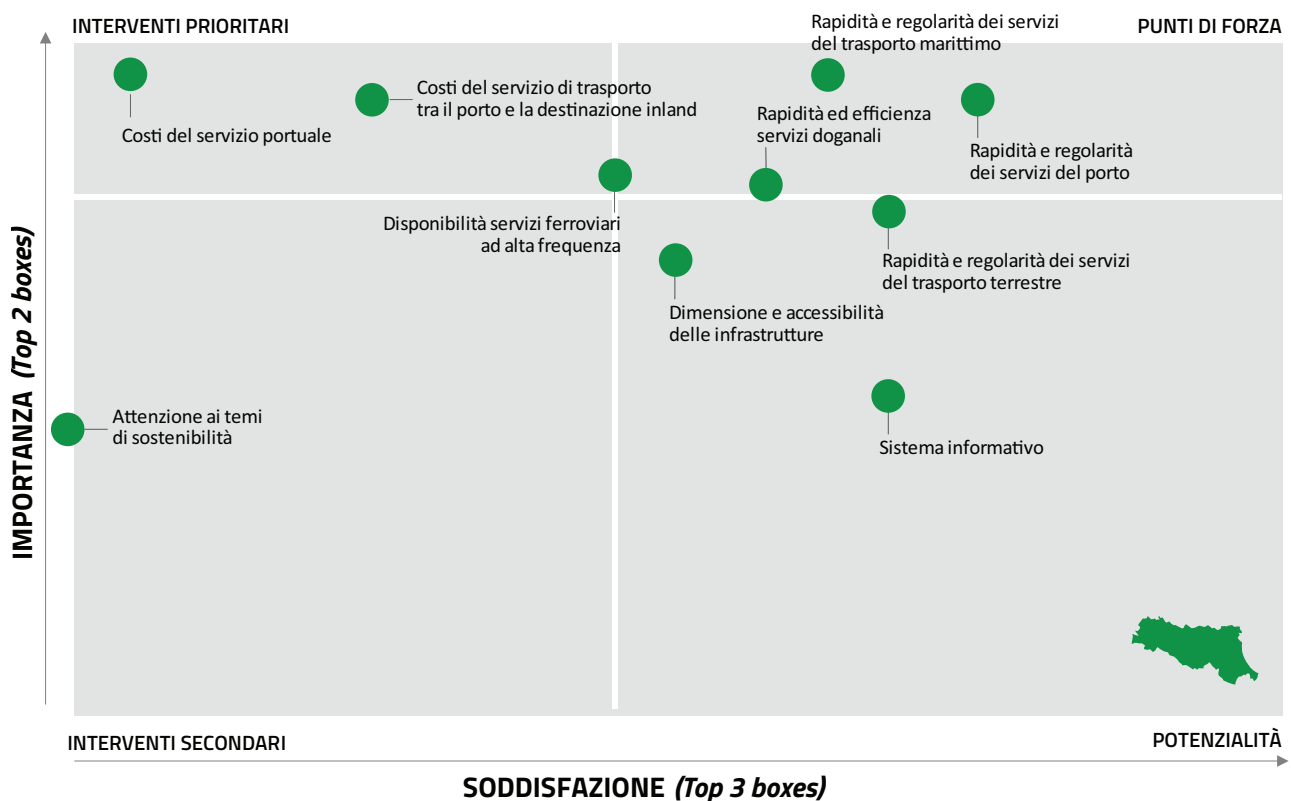 INTERVENTI PRIORITARI
Rapidità e regolarità dei servizi
del trasporto marittimo
PUNTI DI FORZA
Costi del servizio di trasporto
tra il porto e la destinazione inland
Costi del servizio portuale
Rapidità ed efficienza
servizi doganali
Rapidità e regolarità
dei servizi del porto
Disponibilità servizi ferroviari
ad alta frequenza
Rapidità e regolarità dei servizi
del trasporto terrestre
Dimensione e accessibilità
delle infrastrutture
Attenzione ai temi
di sostenibilità
Sistema informativo
IMPORTANZA (Top 2 boxes)
INTERVENTI SECONDARI
POTENZIALITÀ
SODDISFAZIONE (Top 3 boxes)